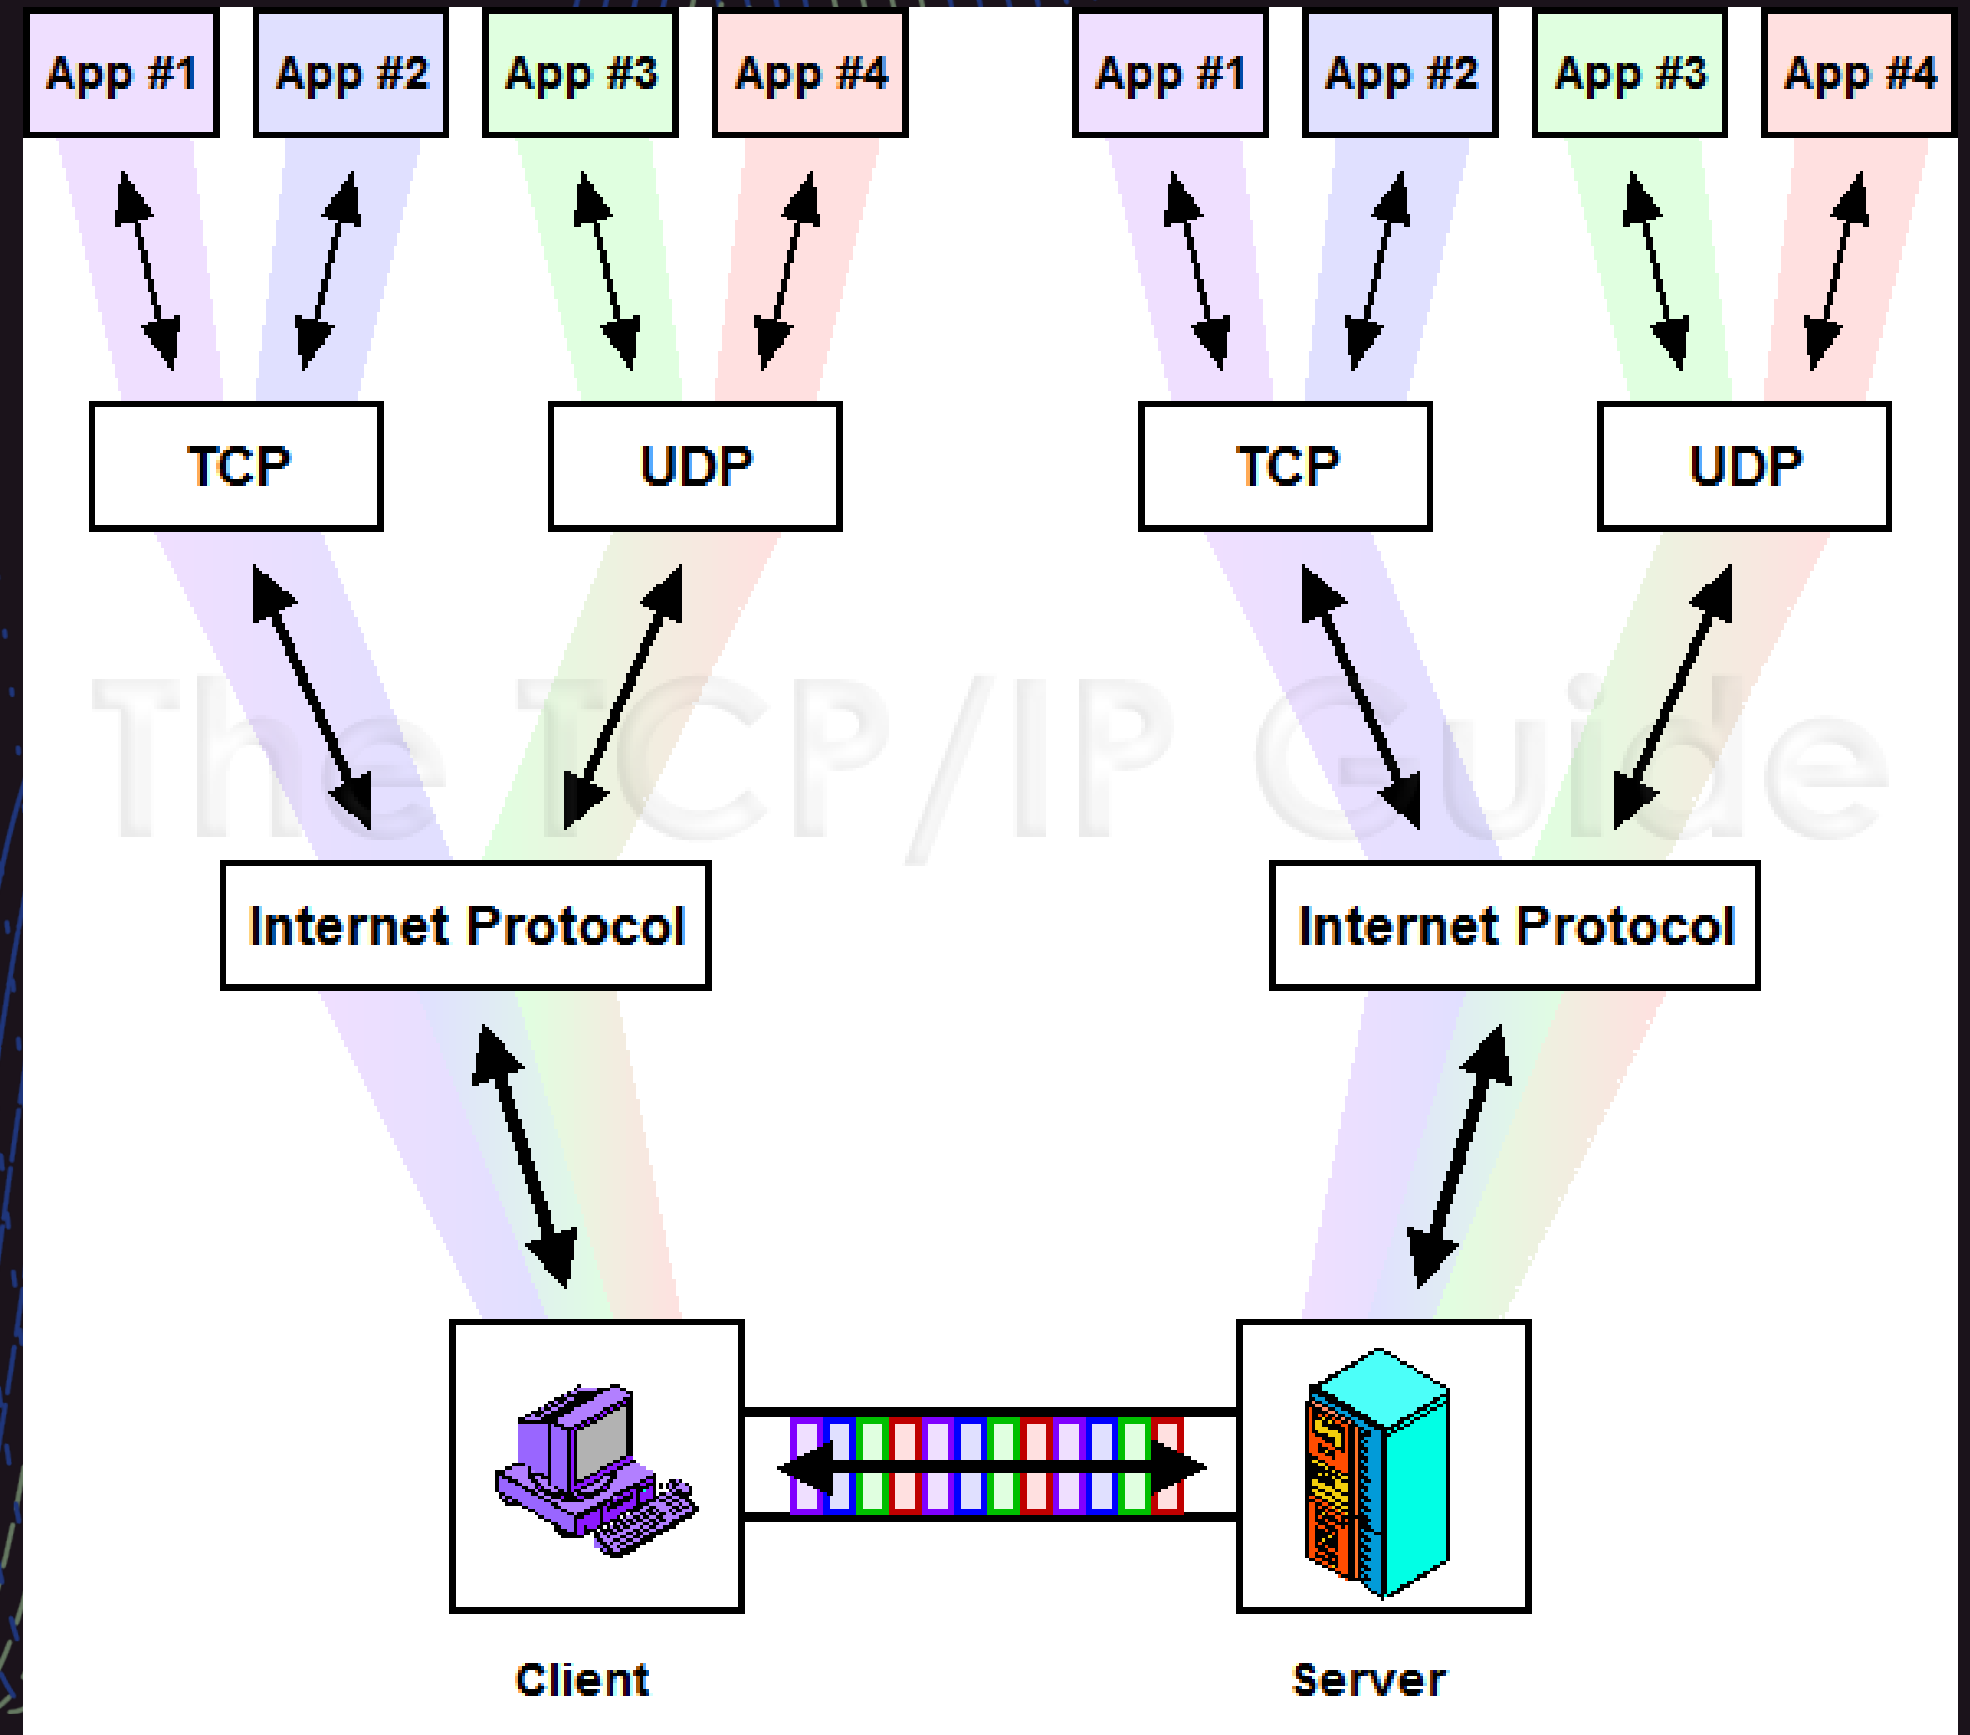 App #1 App #2 App #3 App #4 App #1 App #2 App #3 App #4
TCP UDP TCP UDP
The TCP/IP Guide
Internet Protocol Internet Protocol
Client Server